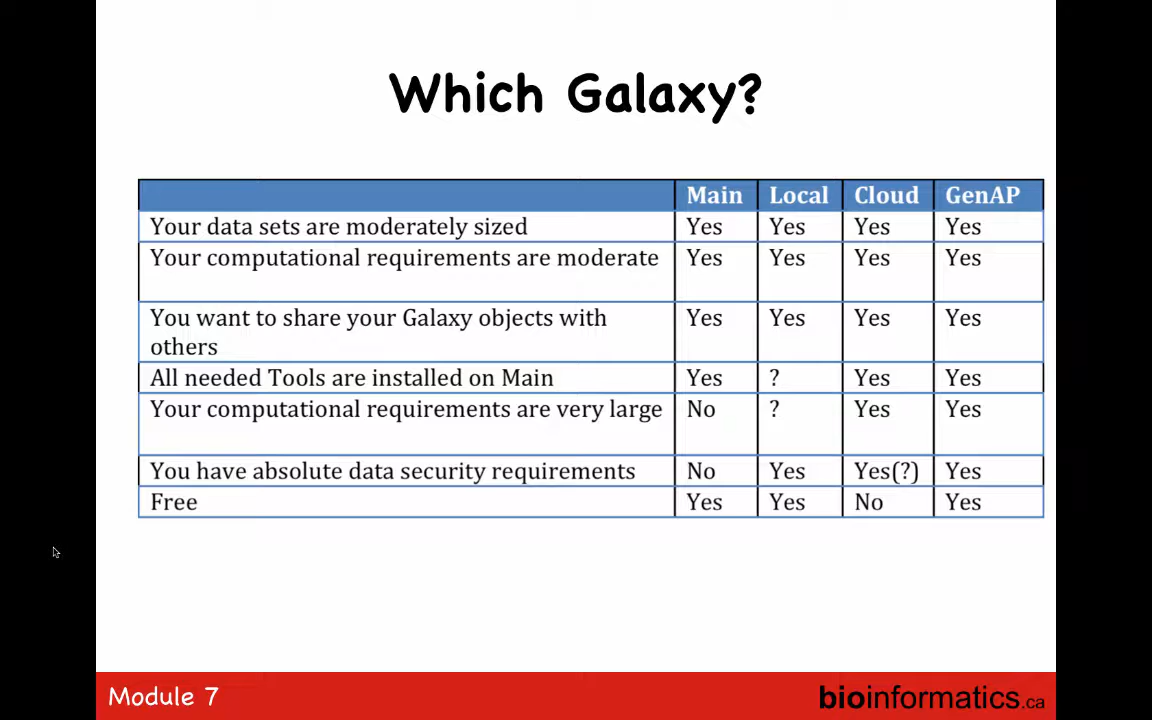 Which Galaxy?
Main Local Cloud GenAP
Your data sets are moderately sized Yes Yes Yes Yes
Your computational requirements are moderate Yes Yes Yes Yes
You want to share your Galaxy objects with Yes Yes Yes Yes
others
All needed Tools are installed on Main Yes ? Yes Yes
Your computational requirements are very large No ? Yes Yes
You have absolute data security requirements No Yes Yes(?) Yes
Free Yes Yes No Yes
Module 7 bioinformatics.ca